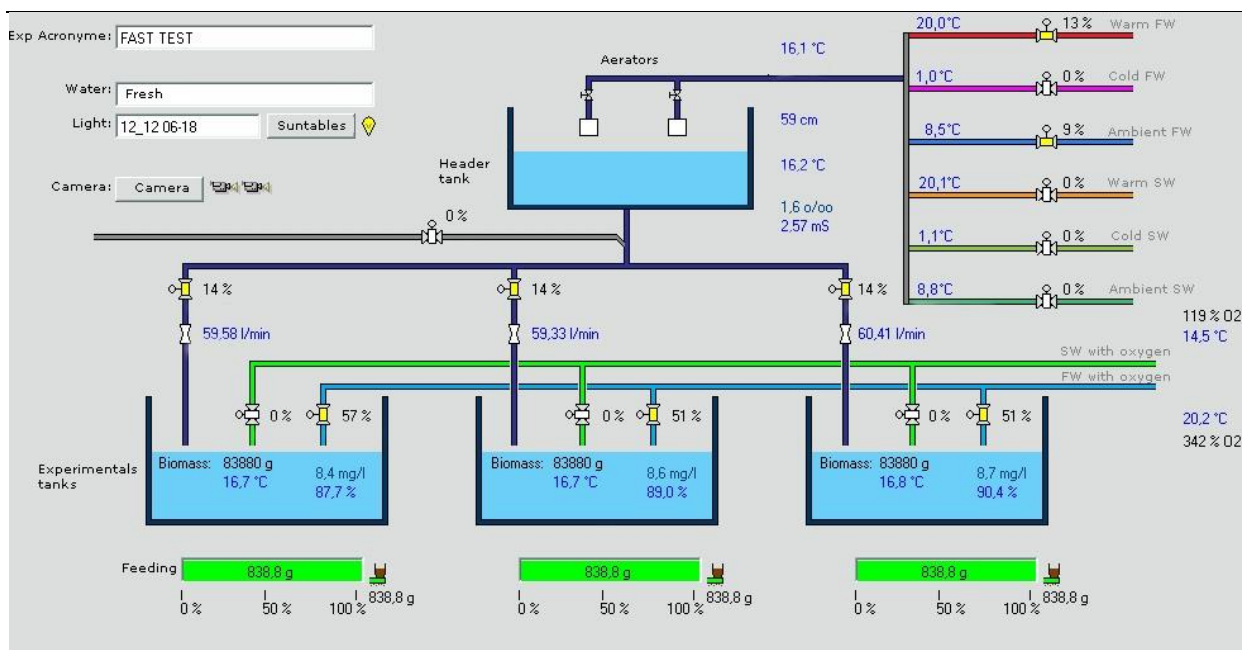 Exp Acronyme: FAST TEST
Water: Fresh
Light: 12_12 06-18 Suntables
Camera: Camera
Aerators
Header
tank
16,1 °C
59 cm
16,2 °C
1,6 o/oo
2,57 mS
20,0°C 13 % Warm FW
1,0°C 0 % Cold FW
8,5°C 9 % Ambient FW
20,1°C 0 % Warm SW
1,1°C 0 % Cold SW
8,8°C 0 % Ambient SW
119 % O2
14,5 °C
0 %
14 % 14 % 14 %
59,58 l/min 59,33 l/min 60,41 l/min
SW with oxygen
FW with oxygen
20,2 °C
342 % O2
0 % 57 % 0 % 51 % 0 % 51 %
Experimentals
tanks
Biomass: 83880 g
16,7 °C
8,4 mg/l
87,7 %
Biomass: 83880 g
16,7 °C
8,6 mg/l
89,0 %
Biomass: 83880 g
16,8 °C
8,7 mg/l
90,4 %
Feeding
838,8 g 838,8 g 838,8 g
0 % 50 % 100 % 838,8 g
0 % 50 % 100 % 838,8 g
0 % 50 % 100 % 838,8 g